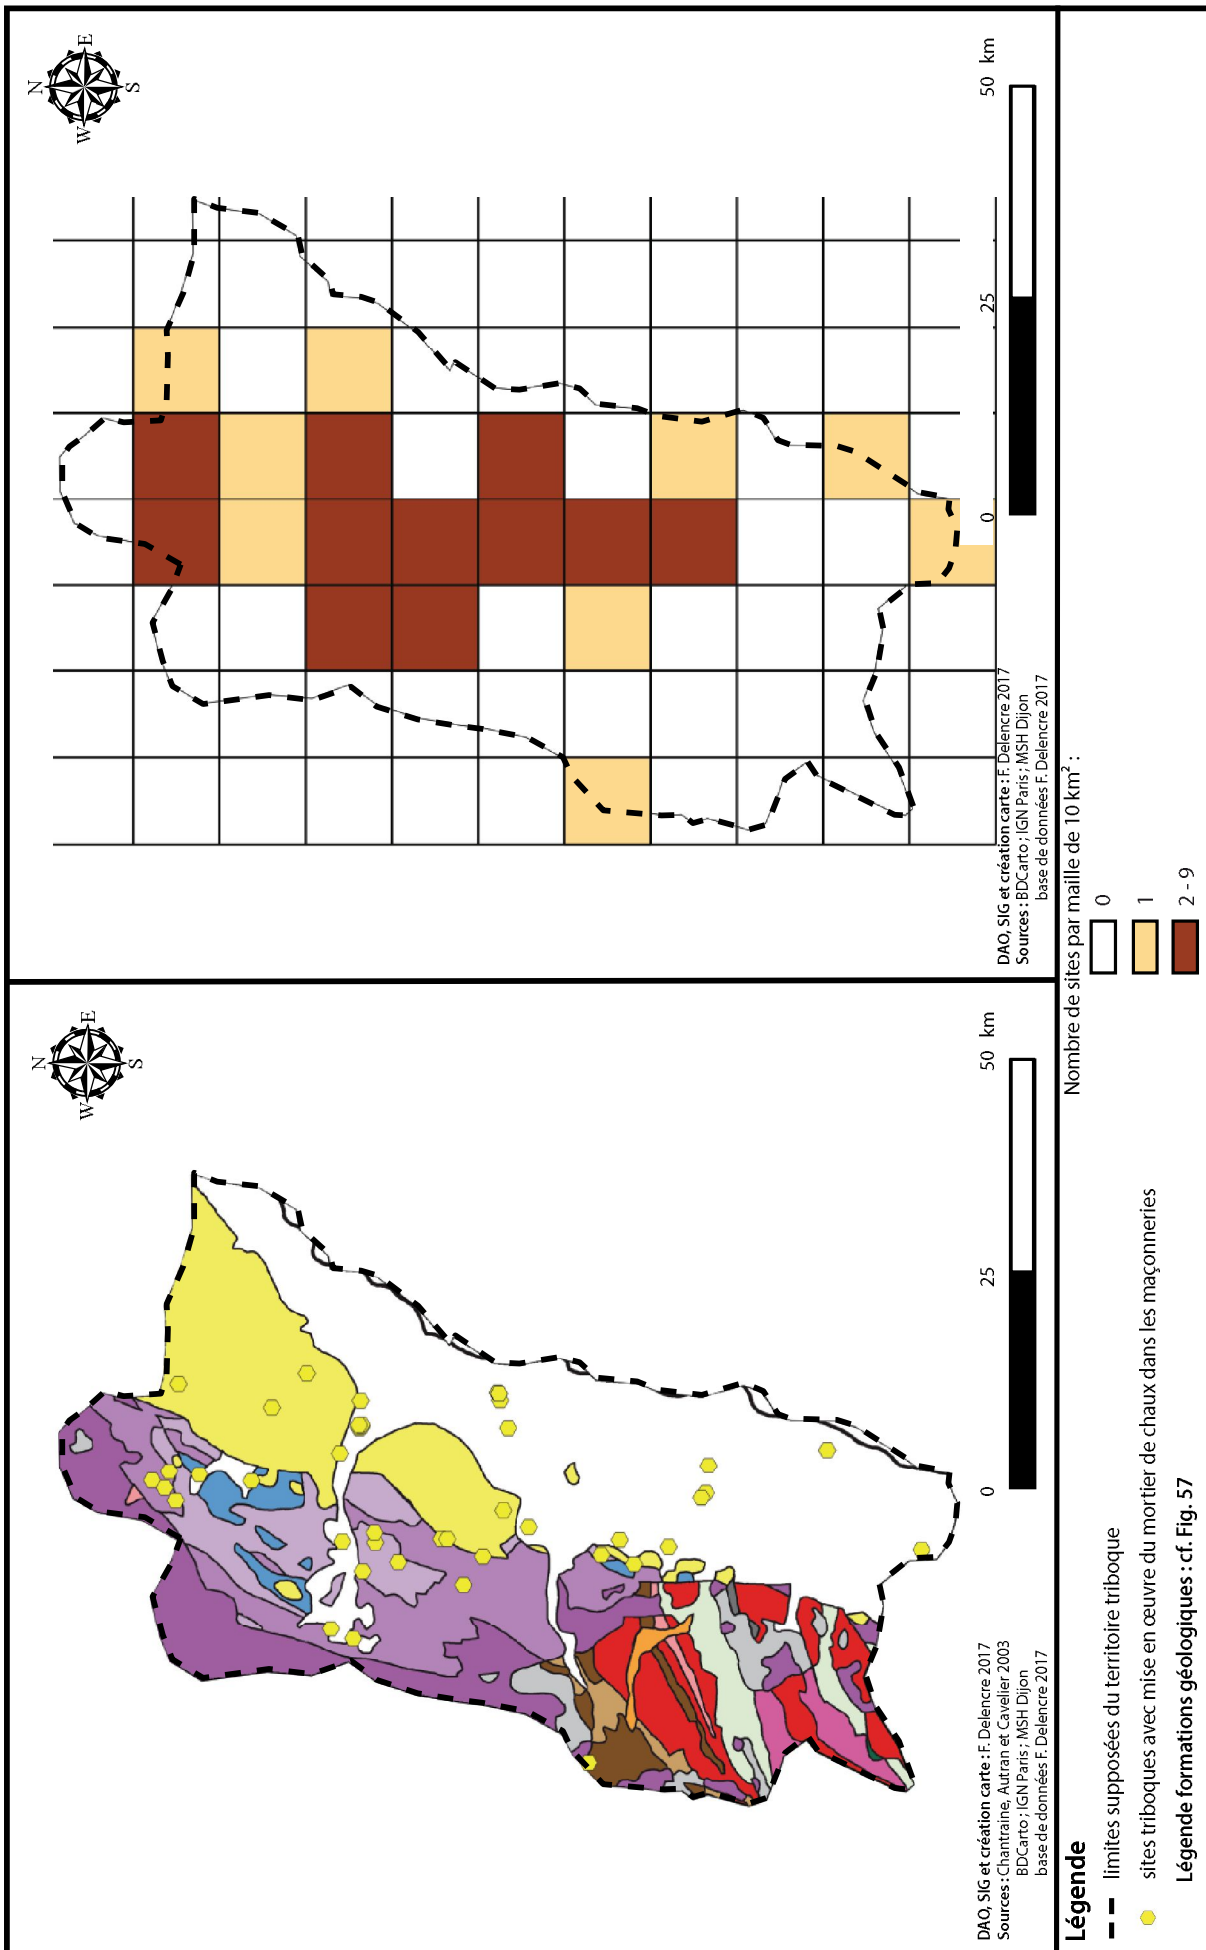 N
W E
S
50 km
25
0
DAO, SIG et création carte : F. Delencre 2017
Sources : Chantraine, Autran et Cavelier 2003
BDCarto ; IGN Paris ; MSH Dijon
base de données F. Delencre 2017
N
W E
S
50 km
25
0
DAO, SIG et création carte : F. Delencre 2017
Sources : BDCarto ; IGN Paris ; MSH Dijon
base de données F. Delencre 2017
Légende
limites supposées du territoire triboque
sites triboques avec mise en œuvre du mortier de chaux dans les maçonneries
Légende formations géologiques : cf. Fig. 57
Nombre de sites par maille de 10 km² :
0
1
2 - 9